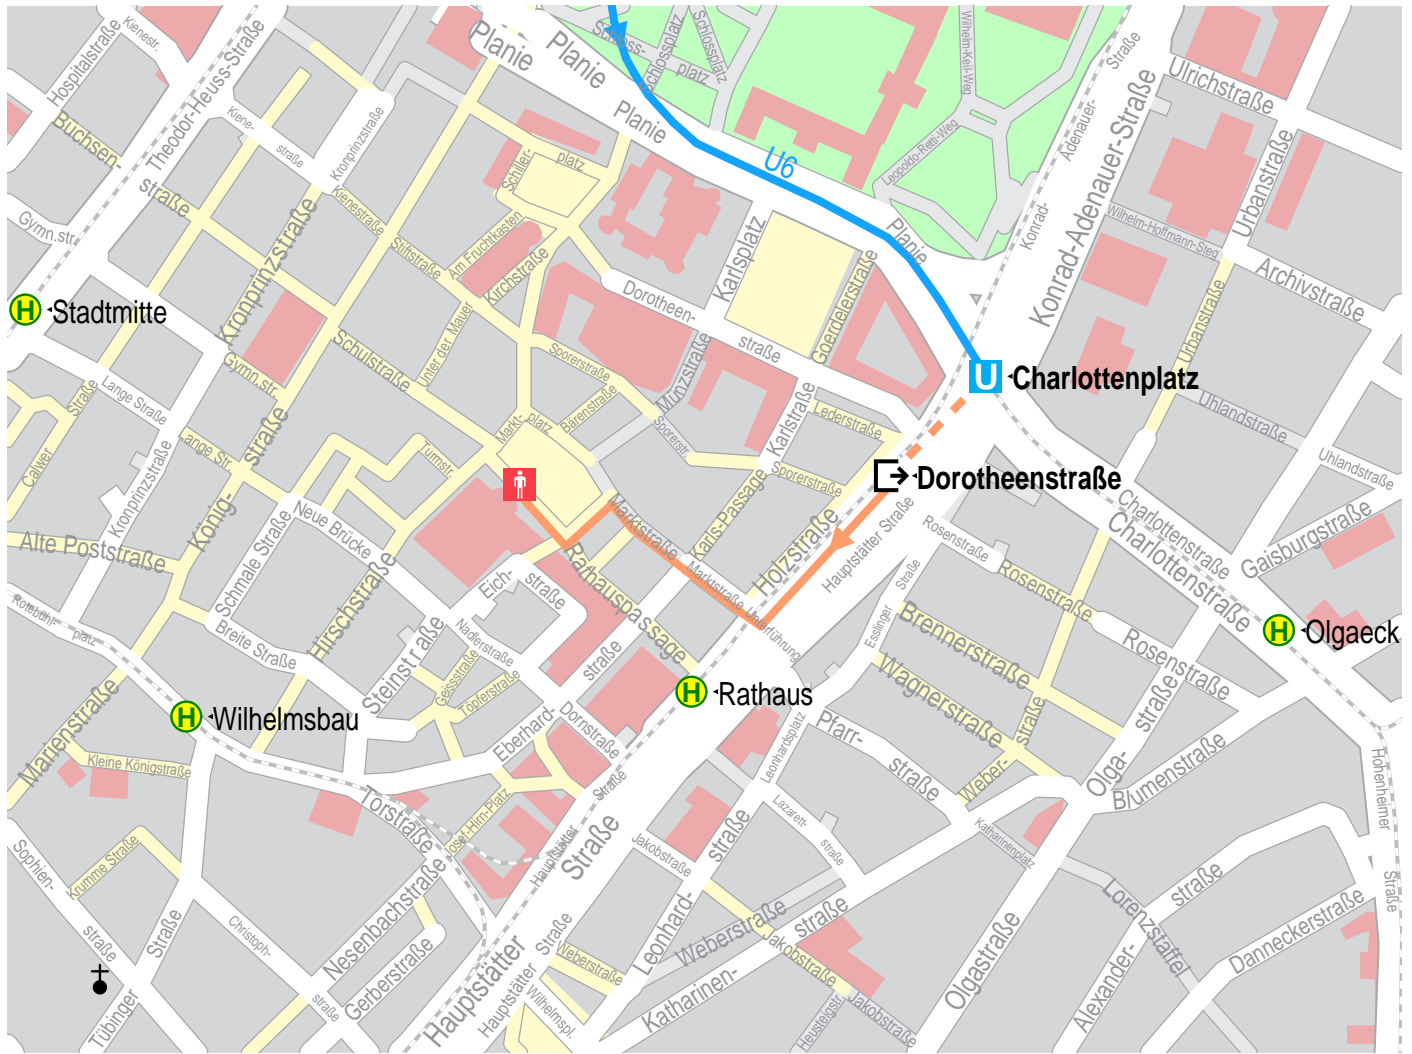 Kienestr.
Hospitalstraße
Theodor-Heuss-Straße
Büchsen-
straße
Kiene-
straße
Kronprinzstraße
Gymn.str.
Planie
Planie
Planie
Planie
Schloss-
platz
Schlossplatz
Schlossplatz
Wilhelm-Keil-Weg
Leopoldo-Retti-Weg
U6
Planie
Straße
Adenauer-
Konrad-
Konrad-Adenauer-Straße
Ulrichstraße
Urbanstraße
Wilhelm-Hoffmann-Steg
Archivstraße
Urbanstraße
Uhlandstraße
Uhlandstraße
Schiller-
platz
Kienestraße
Stiftstraße
Am Fruchtkasten
Kirchstraße
Kronprinzstraße
Karlsplatz
Dorotheen-
straße
Goerdelerstraße
H
Stadtmitte
Schulstraße
Unter der Mauer
Sporerstraße
Bärenstraße
Münzstraße
Sporerstr.
Gymn.str.
Lange Straße
Lange Str.
Straße
Calwer
Kronprinzstraße
König-
straße
Turmstr.
Markt-
platz
Karlstraße
Lederstraße
Sporerstraße
Karls-Passage
U
Charlottenplatz
Dorotheenstraße
Hauptstätter Straße
Holzstraße
Marktstraße
Marktstraße Unterführung
Rathauspassage
Eich-
straße
Alte Poststraße
Schmale Straße
Neue Brücke
Hirschstraße
Breite Straße
Steinstraße
Nadlerstraße
Geissstraße
Töpferstraße
Rotebühl-
platz
Rosenstraße
Rosenstraße
Rosenstraße
Charlottenstraße
Charlottenstraße
Gaisburgstraße
H
Olgaeck
Straße
Esslinger
Brennerstraße
Wagnerstraße
H
Rathaus
straße
Eberhard-
Dornstraße
H
Wilhelmsbau
Marienstraße
Kleine Königstraße
Torstraße
Josef-Hirn-Platz
Straße
Hauptstätter
Leonhardsplatz
Pfarr-
straße
Weber-
straße
Olga-
straße
Blumenstraße
Hohenheimer
Straße
Lazarett-
straße
Katharinenplatz
Sophien-
straße
Krumme Straße
Straße
Tübinger
Christoph-
straße
Nesenbachstraße
Gerberstraße
Hauptstätter
Straße
Hauptstätter
Straße
Weberstraße
Wilhelmspl.
Jakobstraße
Leonhard-
straße
Weberstraße
Katharinen-
straße
Jakobstraße
Jakobstraße
Heusteigstr.
Olgastraße
Lorenzstaffel
Alexander-
straße
Danneckerstraße